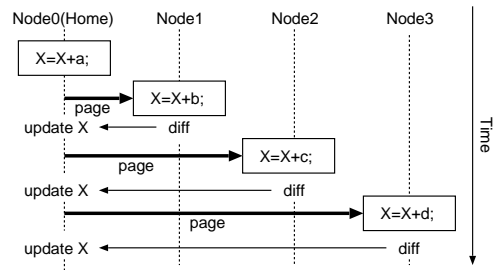 Node0(Home) Node1 Node2 Node3
X=X+a;
X=X+b;
page
update X diff
X=X+c;
page
update X diff
X=X+d;
page
update X diff
Time